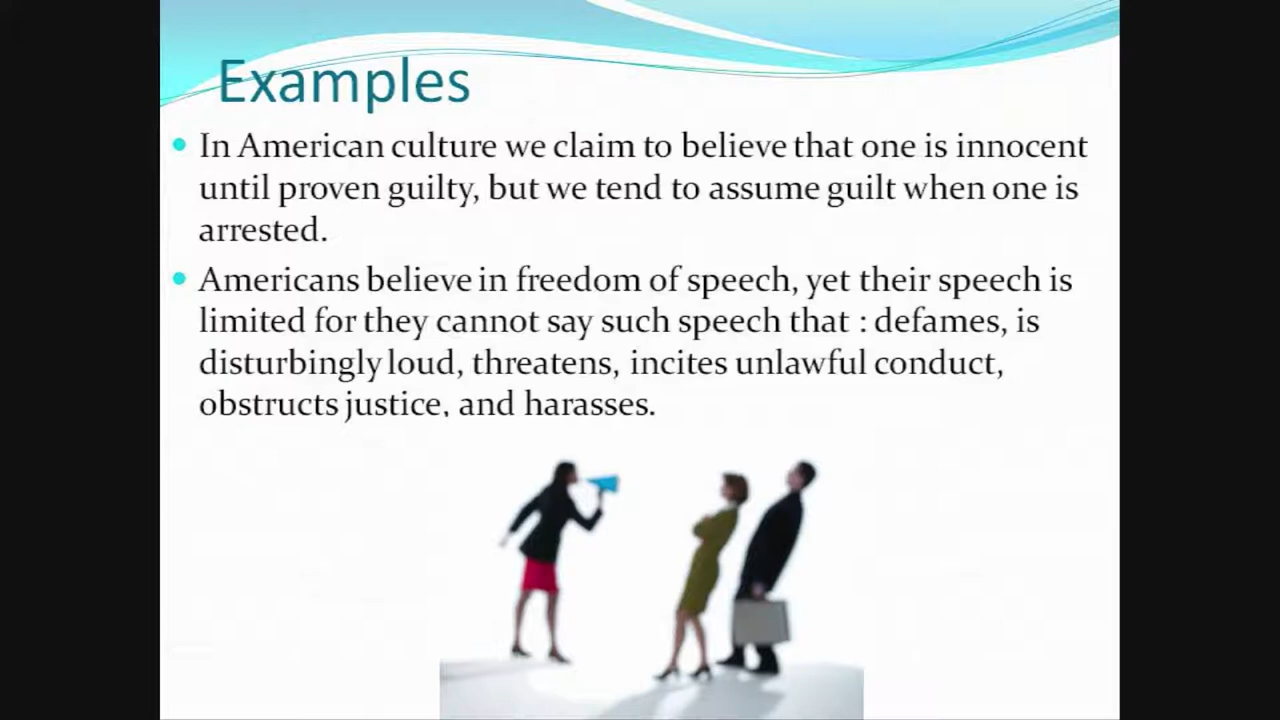 Examples
In American culture we claim to believe that one is innocent
until proven guilty, but we tend to assume guilt when one is
arrested.
Americans believe in freedom of speech, yet their speech is
limited for they cannot say such speech that : defames, is
disturbingly loud, threatens, incites unlawful conduct,
obstructs justice, and harasses.